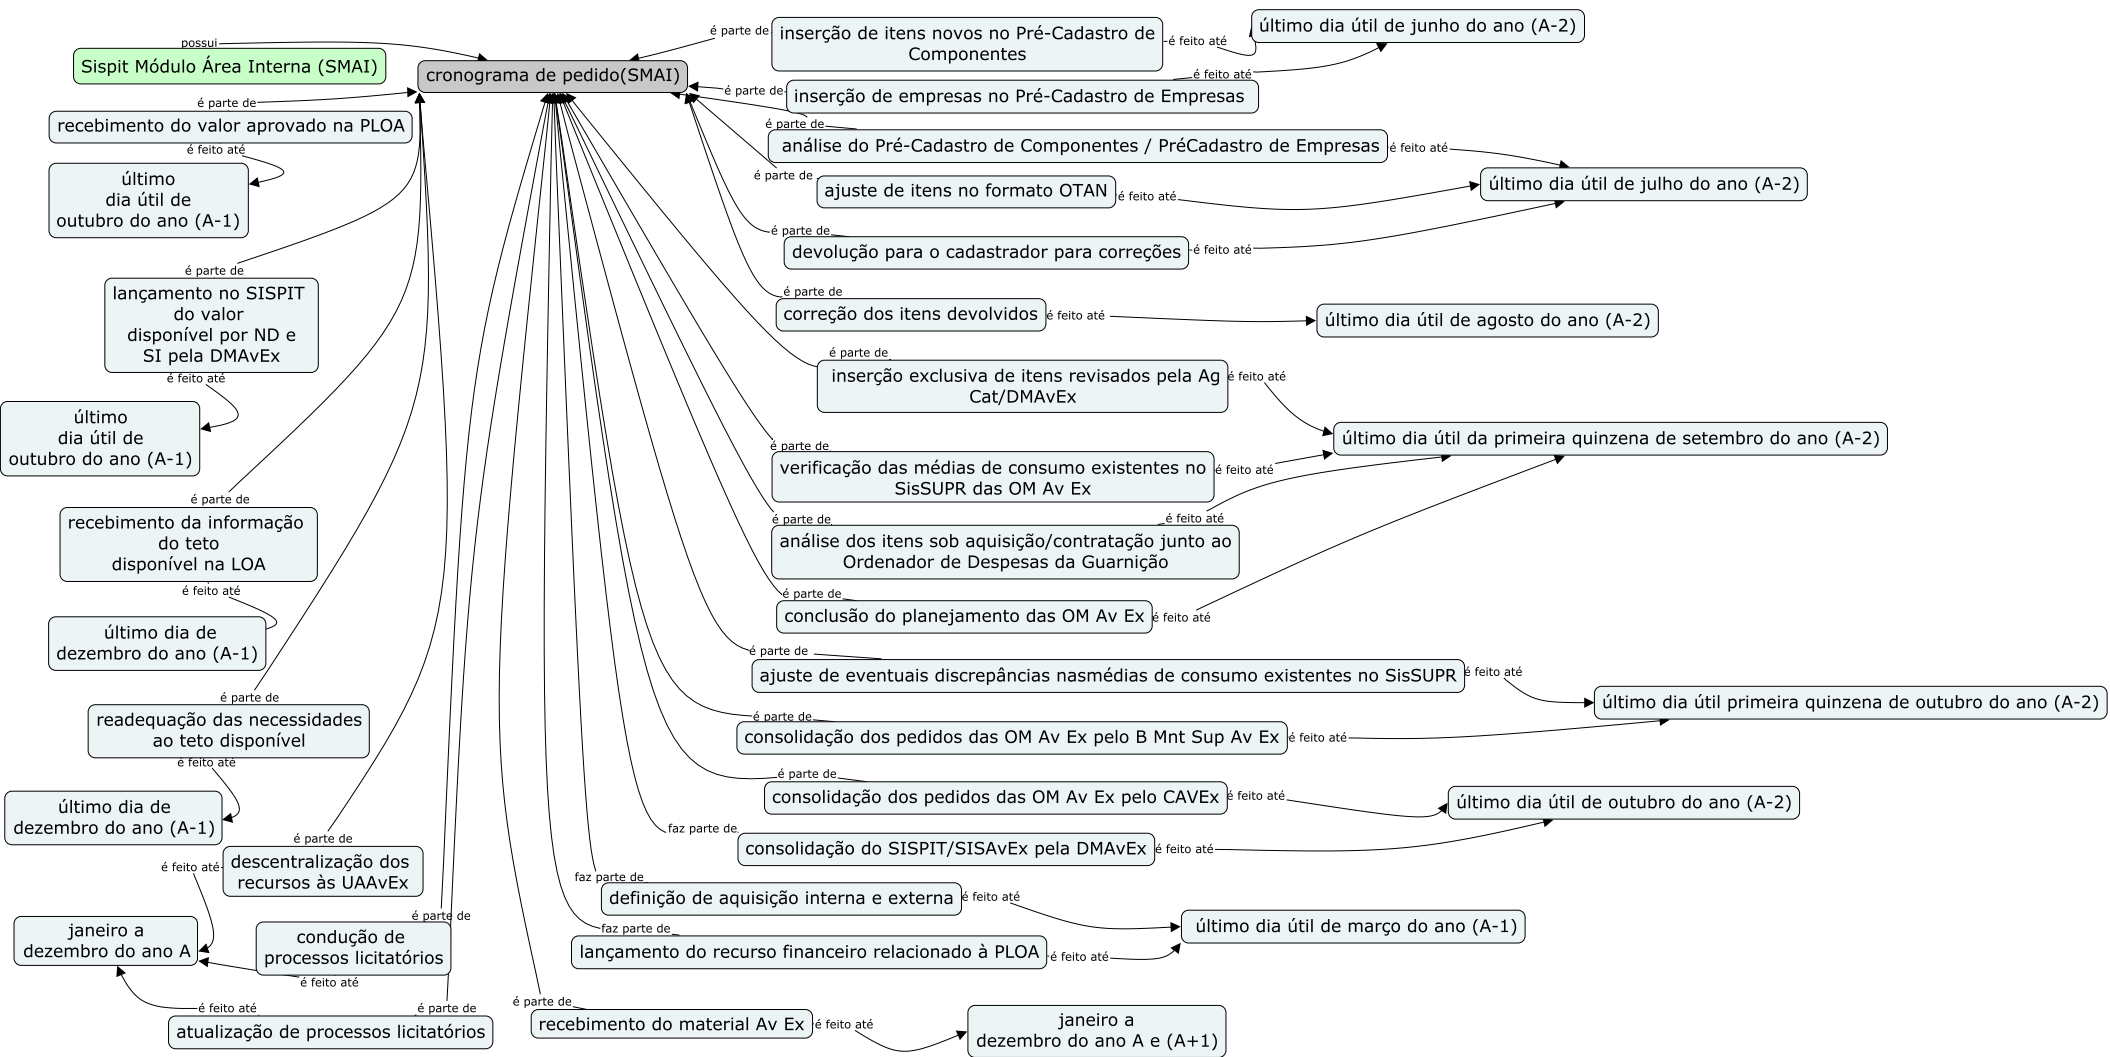 possui
Sispit Módulo Área Interna (SMAI)
cronograma de pedido(SMAI)
é parte de
inserção de itens novos no Pré-Cadastro de
Componentes
é feito até
último dia útil de junho do ano (A-2)
é parte de
inserção de empresas no Pré-Cadastro de Empresas
é feito até
é parte de
análise do Pré-Cadastro de Componentes / PréCadastro de Empresas
é feito até
é parte de
ajuste de itens no formato OTAN
é feito até
último dia útil de julho do ano (A-2)
é parte de
devolução para o cadastrador para correções
é feito até
é parte de
correção dos itens devolvidos
é feito até
último dia útil de agosto do ano (A-2)
é parte de
inserção exclusiva de itens revisados pela Ag
Cat/DMAvEx
é feito até
último dia útil da primeira quinzena de setembro do ano (A-2)
é parte de
verificação das médias de consumo existentes no
SisSUPR das OM Av Ex
é feito até
é parte de
análise dos itens sob aquisição/contratação junto ao
Ordenador de Despesas da Guarnição
é feito até
é parte de
conclusão do planejamento das OM Av Ex
é feito até
é parte de
ajuste de eventuais discrepâncias nasmédias de consumo existentes no SisSUPR
é feito até
último dia útil primeira quinzena de outubro do ano (A-2)
é parte de
consolidação dos pedidos das OM Av Ex pelo B Mnt Sup Av Ex
é feito até
é parte de
consolidação dos pedidos das OM Av Ex pelo CAVEx
é feito até
último dia útil de outubro do ano (A-2)
faz parte de
consolidação do SISPIT/SISAvEx pela DMAvEx
é feito até
faz parte de
definição de aquisição interna e externa
é feito até
último dia útil de março do ano (A-1)
faz parte de
lançamento do recurso financeiro relacionado à PLOA
é feito até
é parte de
recebimento do material Av Ex
é feito até
janeiro a
dezembro do ano A e (A+1)
é parte de
recebimento do valor aprovado na PLOA
é feito até
último
dia útil de
outubro do ano (A-1)
é parte de
lançamento no SISPIT
do valor
disponível por ND e
SI pela DMAvEx
é feito até
último
dia útil de
outubro do ano (A-1)
é parte de
recebimento da informação
do teto
disponível na LOA
é feito até
último dia de
dezembro do ano (A-1)
é parte de
readequação das necessidades
ao teto disponível
é feito até
último dia de
dezembro do ano (A-1)
é parte de
descentralização dos
recursos às UAAvEx
é feito até
janeiro a
dezembro do ano A
é parte de
condução de
processos licitatórios
é feito até
é parte de
atualização de processos licitatórios
é feito até